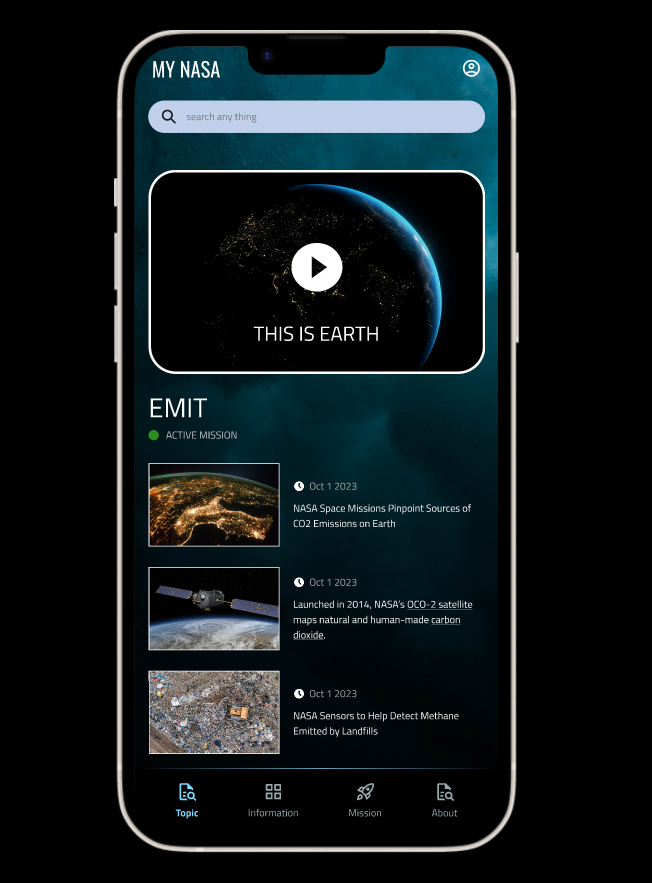 MY NASA
search any thing
THIS IS EARTH
EMIT
ACTIVE MISSION
Oct 1 2023
NASA Space Missions Pinpoint Sources of
CO2 Emissions on Earth
Oct 1 2023
Launched in 2014, NASA's OCO-2 satellite
maps natural and human-made carbon
dioxide.
Oct 1 2023
NASA Sensors to Help Detect Methane
Emitted by Landfills
Topic
Information
Mission
About